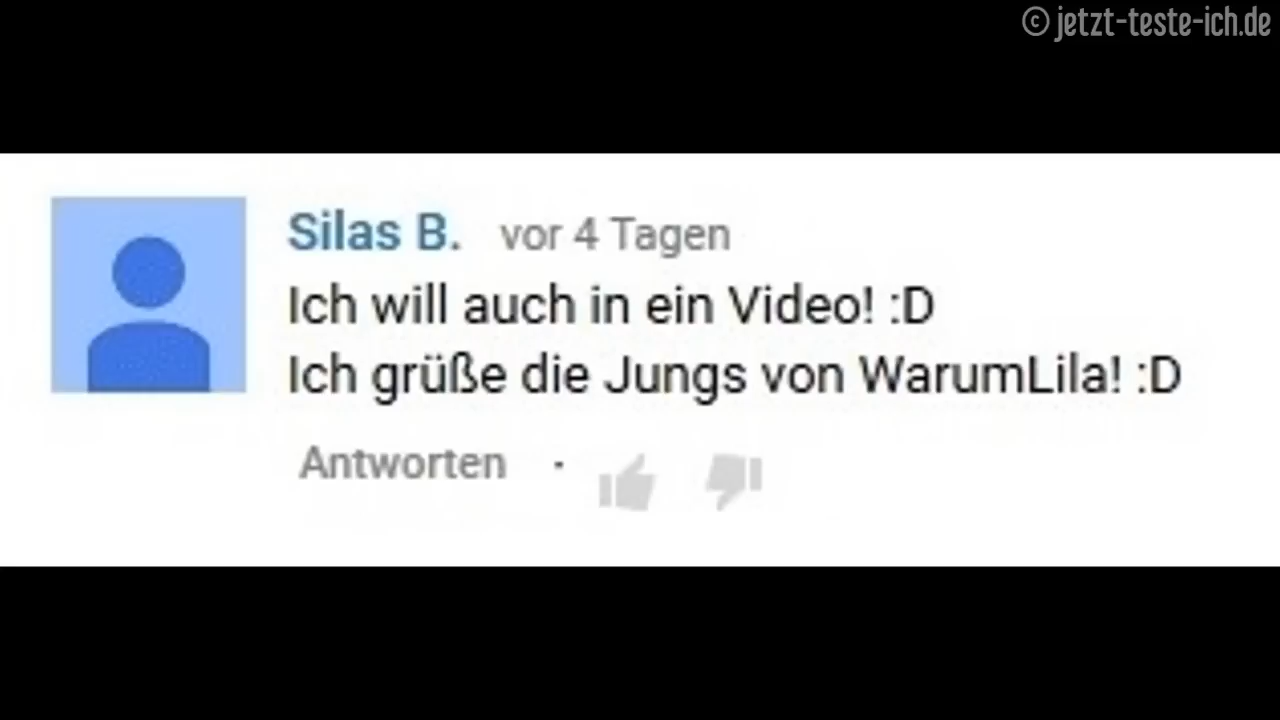 © jetzt-teste-ich.de
Silas B. vor 4 Tagen
Ich will auch in ein Video! :D
Ich grüße die Jungs von WarumLila! :D
Antworten ·